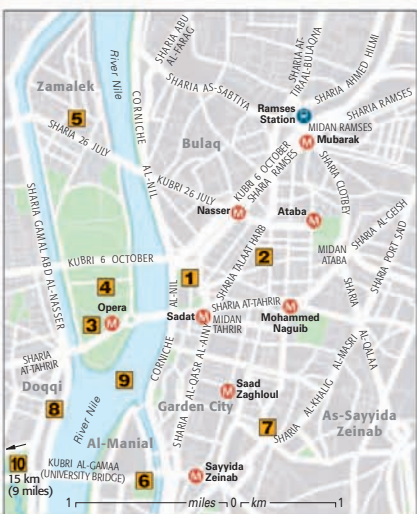 SHARIA ABU
AL-FARAG
River Nile
SHARIA AT-
TIRAAL-BULAQNA
SHARIA AHMED HILMI
Zamalek
SHARIA AS-SABTIYA
CORNICHE
AL-NIL
Ramses
Station
SHARIA RAMSES
5
MIDAN RAMSES
M Mubarak
SHARIA 26 JULY
Bulaq
KUBRI 6 OCTOBER
SHARIA RAMSES
SHARIA CLOTBEY
KUBRI 26 JULY
SHARIA GAMAL ABD AL-NASSER
Nasser M
Ataba
M
SHARIA AL-GEISH
SHARIA PORT SAID
SHARIA TALAAT HARB
MIDAN
ATABA
KUBRI 6 OCTOBER
2
1
SHARIA
4
AL-NIL
Opera
3 M
Sadat M
SHARIA AT-TAHRIR
MIDAN
TAHRIR
M
Mohammed
Naguib
SHARIA
AT-TAHRIR
CORNICHE
SHARIA AL-QASR AL-AINY
AL-QALAA
SHARIA AL-KHALIG AL-MASRI
Doqqi
9
M Saad
Zaghloul
8
Garden City
River Nile
7
As-Sayyida
Zeinab
Al-Manial
10
15 km
(9 miles)
KUBRI AL-GAMAA
(UNIVERSITY BRIDGE)
6
M Sayyida
Zeinab
1 miles 0 km 1